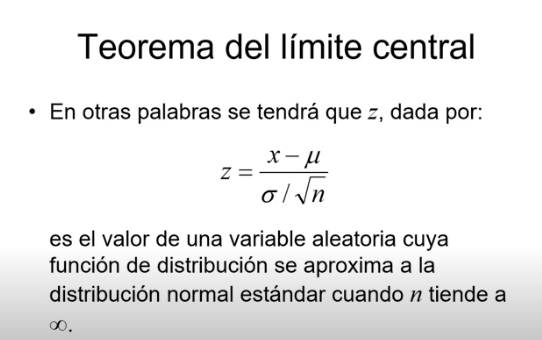 Teorema del límite central
• En otras palabras se tendrá que z, dada por:
z = (x − μ) / (σ / √n)
es el valor de una variable aleatoria cuya
función de distribución se aproxima a la
distribución normal estándar cuando n tiende a
∞.